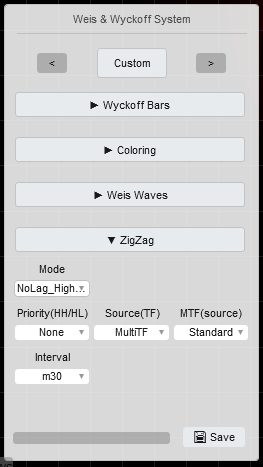 Weis & Wyckoff System
< Custom >
► Wyckoff Bars
► Coloring
► Weis Waves
▼ ZigZag
Mode
NoLag_High...
Priority(HH/HL) Source(TF) MTF(source)
None MultiTF Standard
Interval
m30
Save